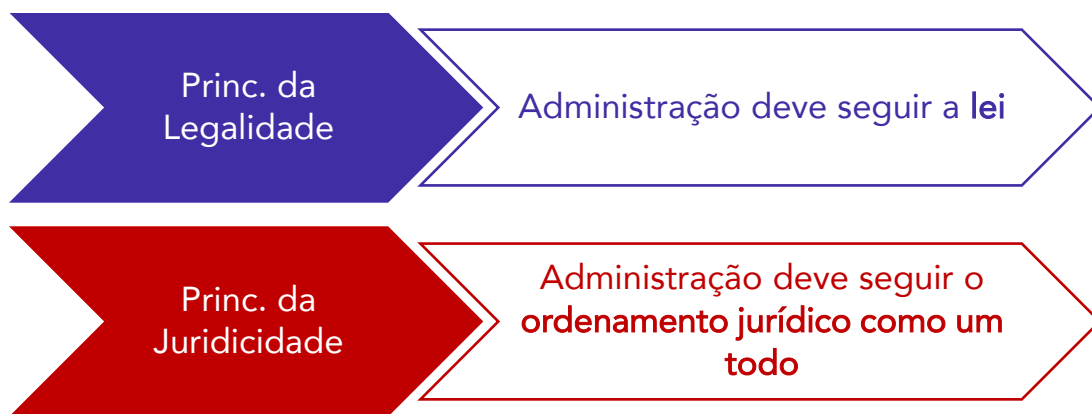 Princ. da
Legalidade
Administração deve seguir a lei
Princ. da
Juridicidade
Administração deve seguir o
ordenamento jurídico como um
todo